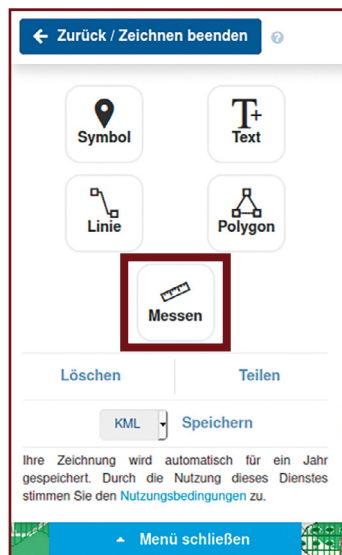 Zurück / Zeichnen beenden
Symbol
Text
Linie
Polygon
Messen
Löschen
Teilen
KML
Speichern
Ihre Zeichnung wird automatisch für ein Jahr
gespeichert. Durch die Nutzung dieses Dienstes
stimmen Sie den Nutzungsbedingungen zu.
Menü schließen